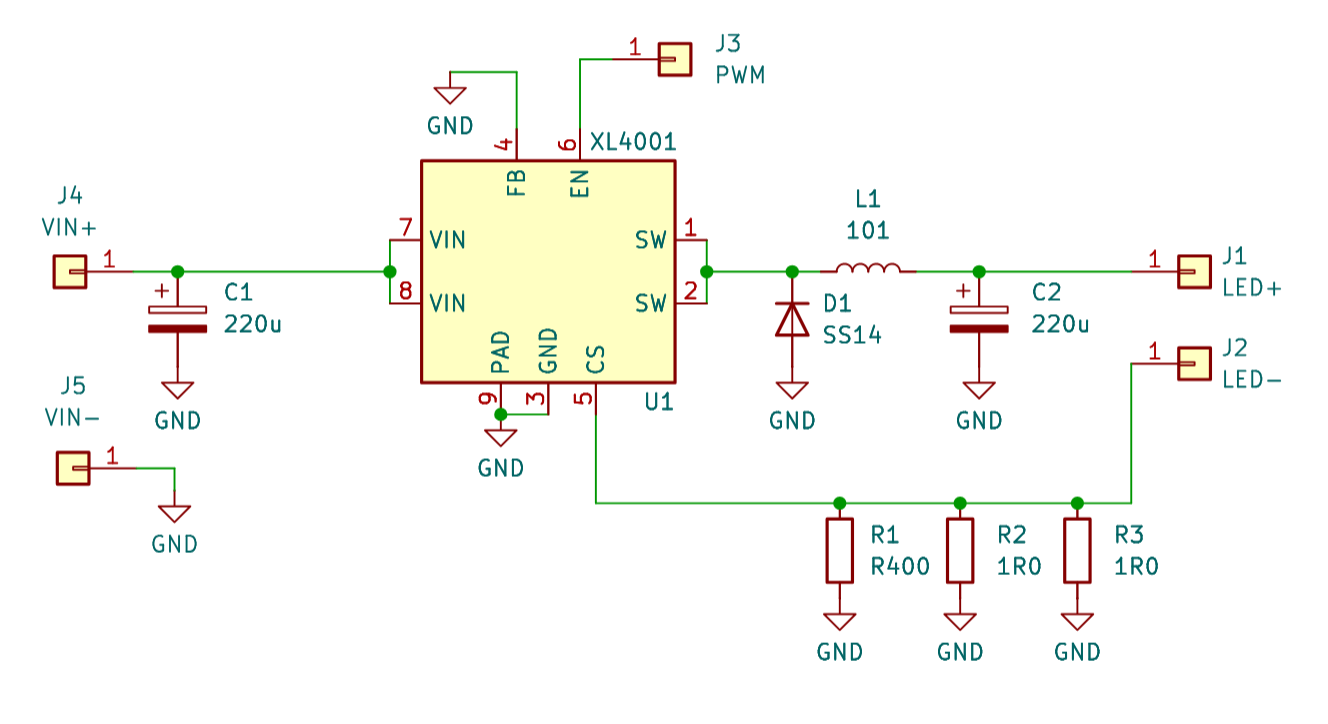 J3
1
PWM
GND
4
6
XL4001
FB
EN
J4
VIN+
1
7
VIN
8
VIN
SW
1
SW
2
L1
101
1
J1
LED+
+
C1
220u
GND
D1
SS14
GND
+
C2
220u
GND
1
J2
LED-
PAD
GND
CS
9
3
5
U1
GND
J5
VIN-
1
GND
R1
R400
GND
R2
1R0
GND
R3
1R0
GND